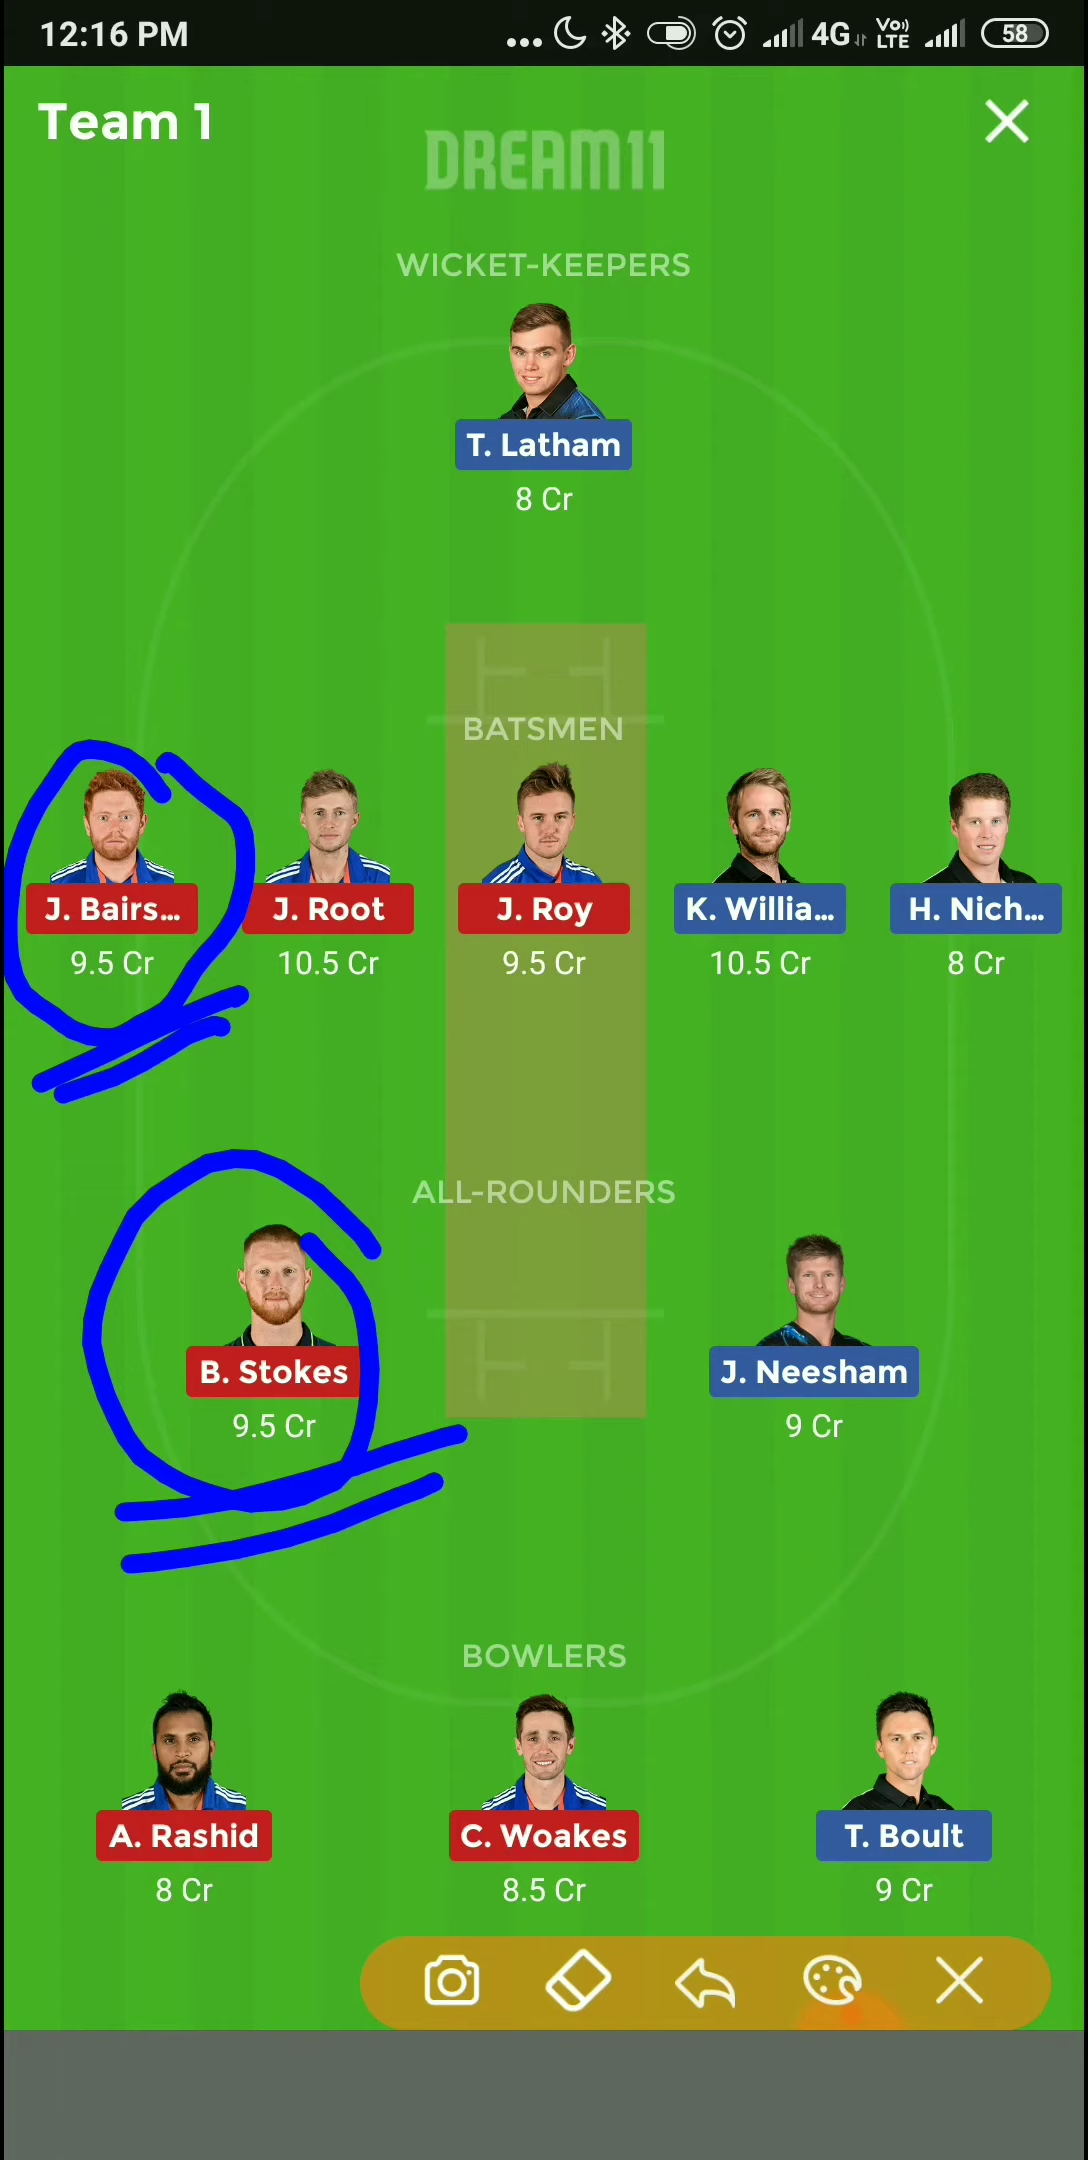 12:16 PM
4G
Vo))
LTE
58
Team 1
DREAM11
WICKET-KEEPERS
T. Latham
8 Cr
BATSMEN
J. Bairs... J. Root J. Roy K. Willia... H. Nich...
9.5 Cr 10.5 Cr 9.5 Cr 10.5 Cr 8 Cr
ALL-ROUNDERS
B. Stokes J. Neesham
9.5 Cr 9 Cr
BOWLERS
A. Rashid C. Woakes T. Boult
8 Cr 8.5 Cr 9 Cr